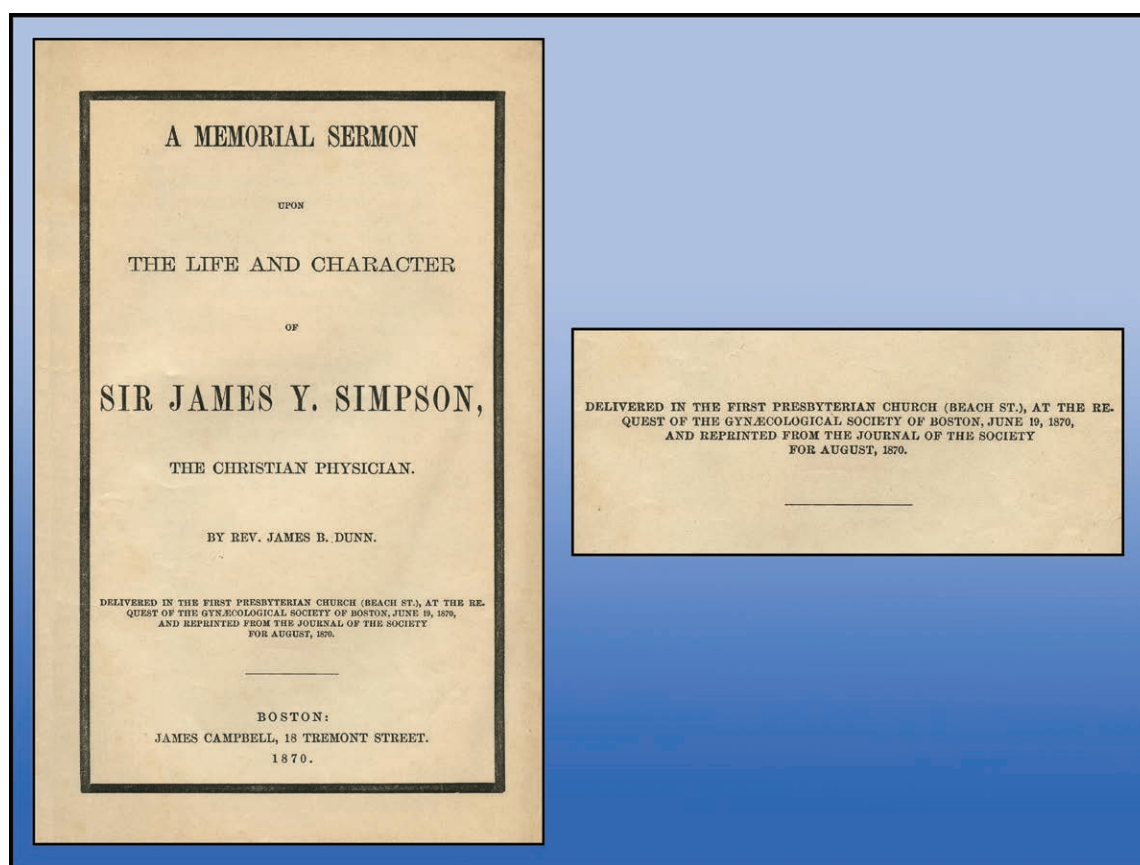 A MEMORIAL SERMON
UPON
THE LIFE AND CHARACTER
OF
SIR JAMES Y. SIMPSON,
THE CHRISTIAN PHYSICIAN.
BY REV. JAMES B. DUNN.
DELIVERED IN THE FIRST PRESBYTERIAN CHURCH (BEACH ST.), AT THE RE-
QUEST OF THE GYNÆCOLOGICAL SOCIETY OF BOSTON, JUNE 19, 1870,
AND REPRINTED FROM THE JOURNAL OF THE SOCIETY
FOR AUGUST, 1870.
BOSTON:
JAMES CAMPBELL, 18 TREMONT STREET.
1870.
DELIVERED IN THE FIRST PRESBYTERIAN CHURCH (BEACH ST.), AT THE RE-
QUEST OF THE GYNÆCOLOGICAL SOCIETY OF BOSTON, JUNE 19, 1870,
AND REPRINTED FROM THE JOURNAL OF THE SOCIETY
FOR AUGUST, 1870.